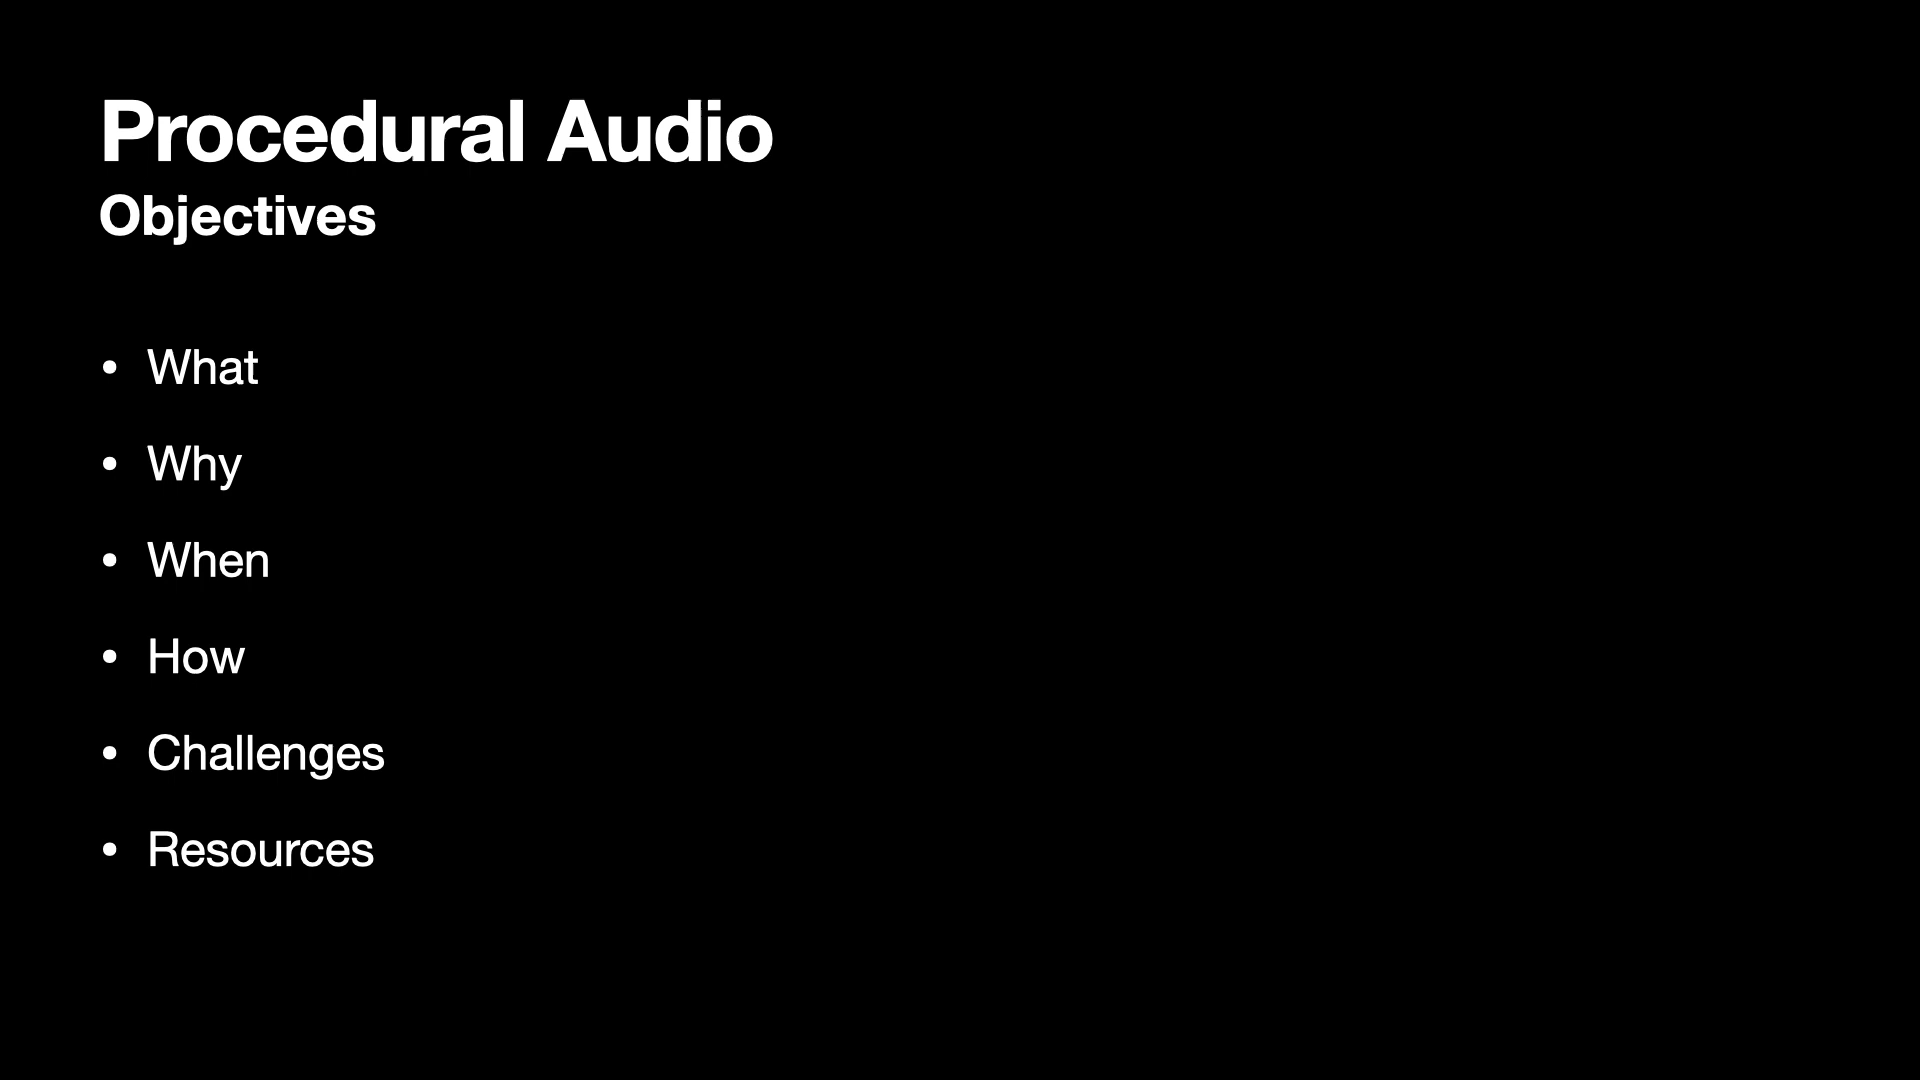 Procedural Audio
Objectives
• What
• Why
• When
• How
• Challenges
• Resources